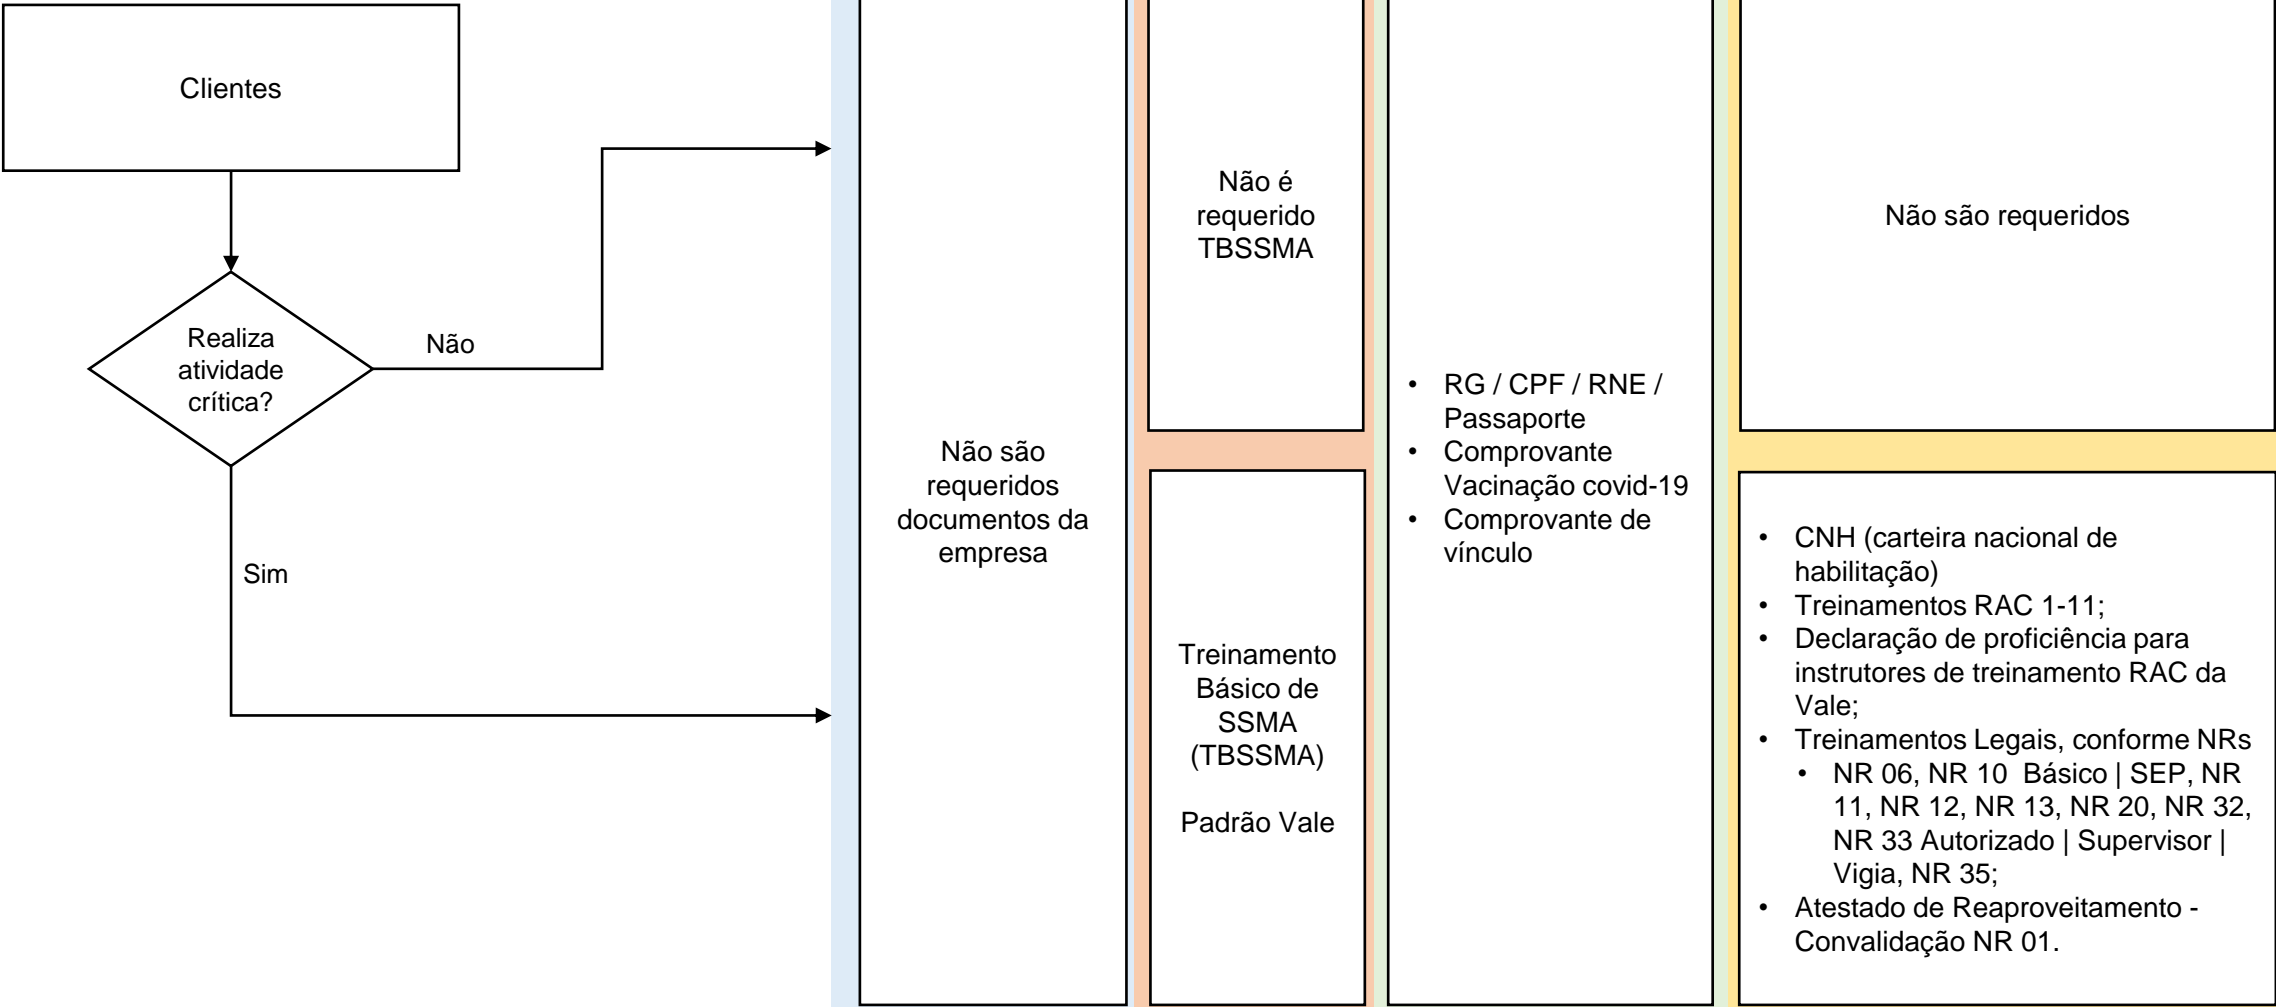 Clientes
Realiza
atividade
crítica?
Não
Sim
Não são
requeridos
documentos da
empresa
Não é
requerido
TBSSMA
Treinamento
Básico de
SSMA
(TBSSMA)
Padrão Vale
• RG / CPF / RNE /
Passaporte
• Comprovante
Vacinação covid-19
• Comprovante de
vínculo
Não são requeridos
• CNH (carteira nacional de
habilitação)
• Treinamentos RAC 1-11;
• Declaração de proficiência para
instrutores de treinamento RAC da
Vale;
• Treinamentos Legais, conforme NRs
• NR 06, NR 10 Básico | SEP, NR
11, NR 12, NR 13, NR 20, NR 32,
NR 33 Autorizado | Supervisor |
Vigia, NR 35;
• Atestado de Reaproveitamento -
Convalidação NR 01.